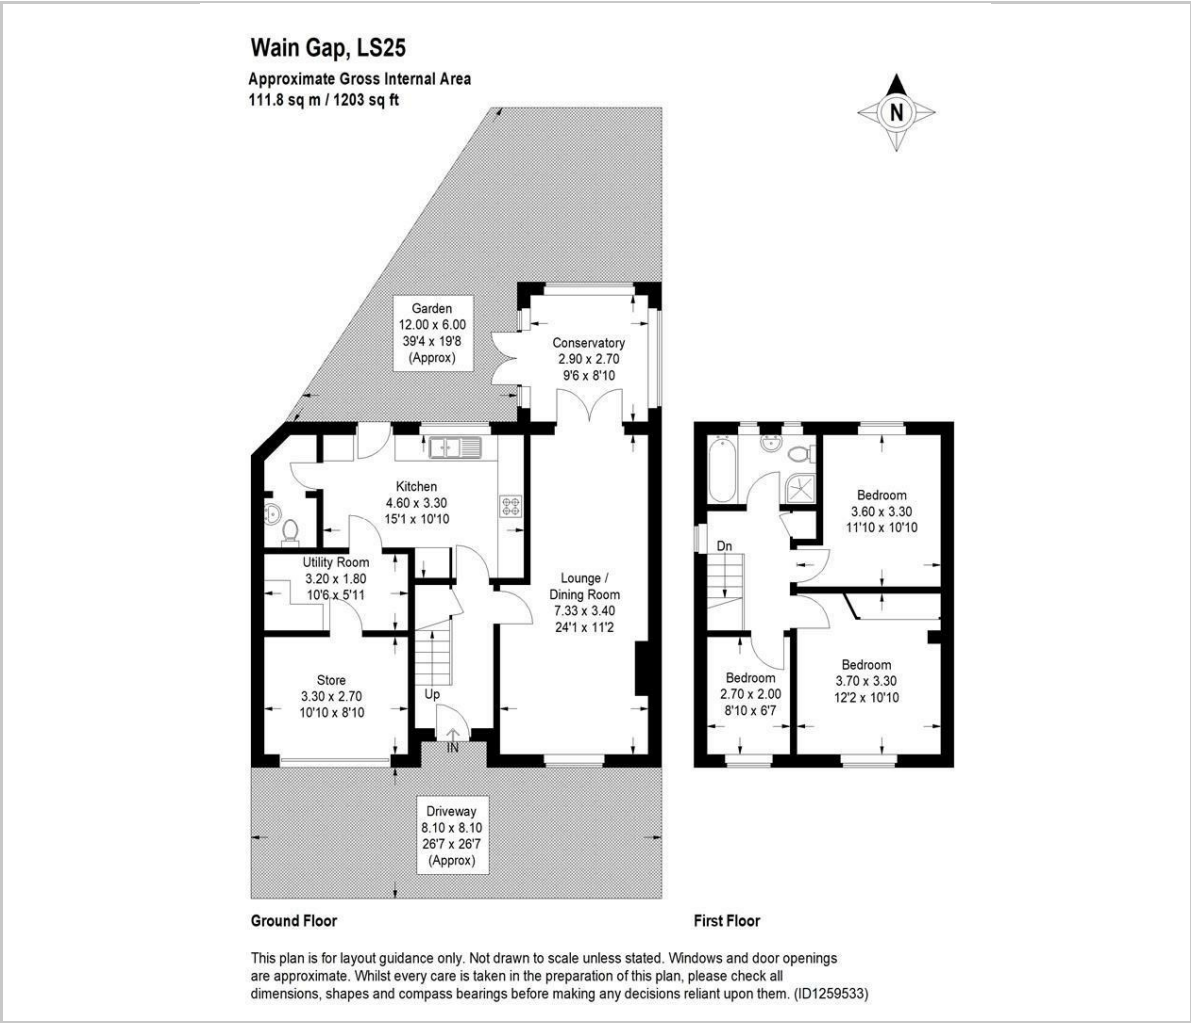 Wain Gap, LS25
Approximate Gross Internal Area
111.8 sq m / 1203 sq ft
N
Garden
12.00 x 6.00
39'4 x 19'8
(Approx)
Conservatory
2.90 x 2.70
9'6 x 8'10
Kitchen
4.60 x 3.30
15'1 x 10'10
Utility Room
3.20 x 1.80
10'6 x 5'11
Lounge /
Dining Room
7.33 x 3.40
24'1 x 11'2
Store
3.30 x 2.70
10'10 x 8'10
Up
IN
Driveway
8.10 x 8.10
26'7 x 26'7
(Approx)
Ground Floor
Bedroom
3.60 x 3.30
11'10 x 10'10
Dn
Bedroom
3.70 x 3.30
12'2 x 10'10
Bedroom
2.70 x 2.00
8'10 x 6'7
First Floor
This plan is for layout guidance only. Not drawn to scale unless stated. Windows and door openings
are approximate. Whilst every care is taken in the preparation of this plan, please check all
dimensions, shapes and compass bearings before making any decisions reliant upon them. (ID1259533)